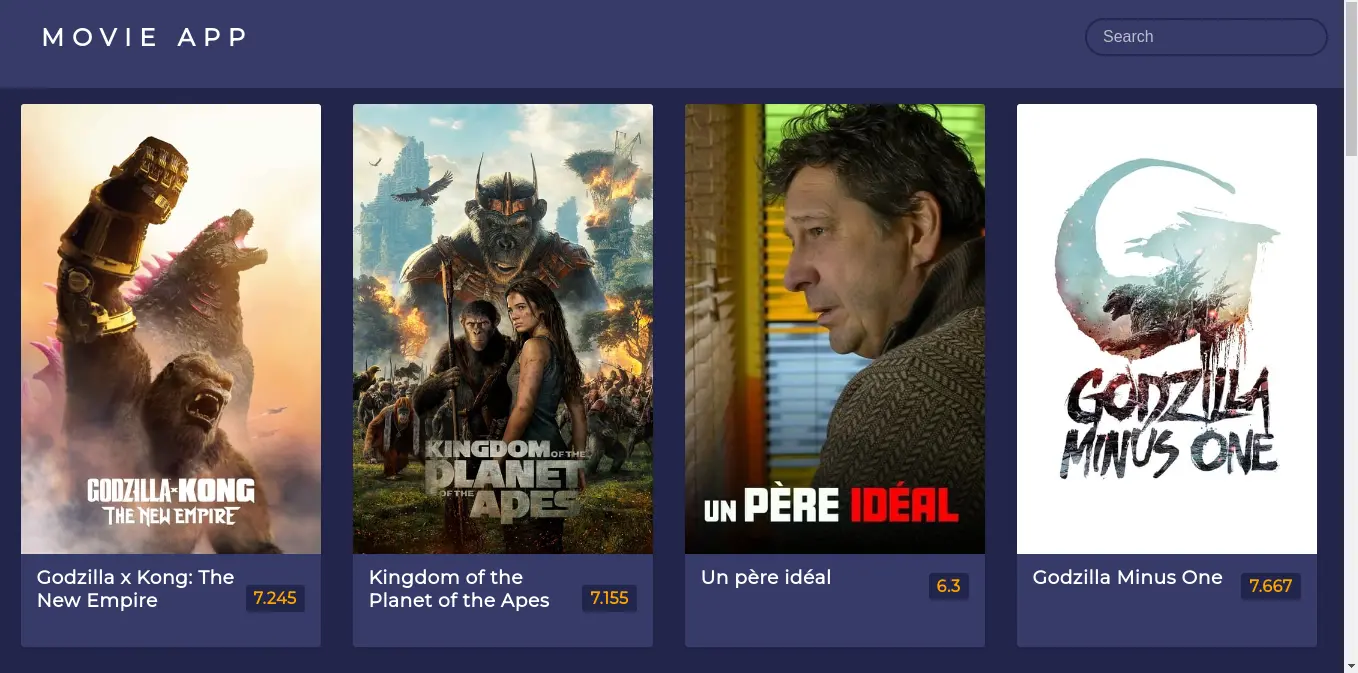 MOVIE APP
Search
GODZILLA x KONG
THE NEW EMPIRE
KINGDOM OF THE
PLANET
OF THE APES
UN PÈRE IDÉAL
GODZILLA
MINUS ONE
Godzilla x Kong: The
New Empire
7.245
Kingdom of the
Planet of the Apes
7.155
Un père idéal
6.3
Godzilla Minus One
7.667